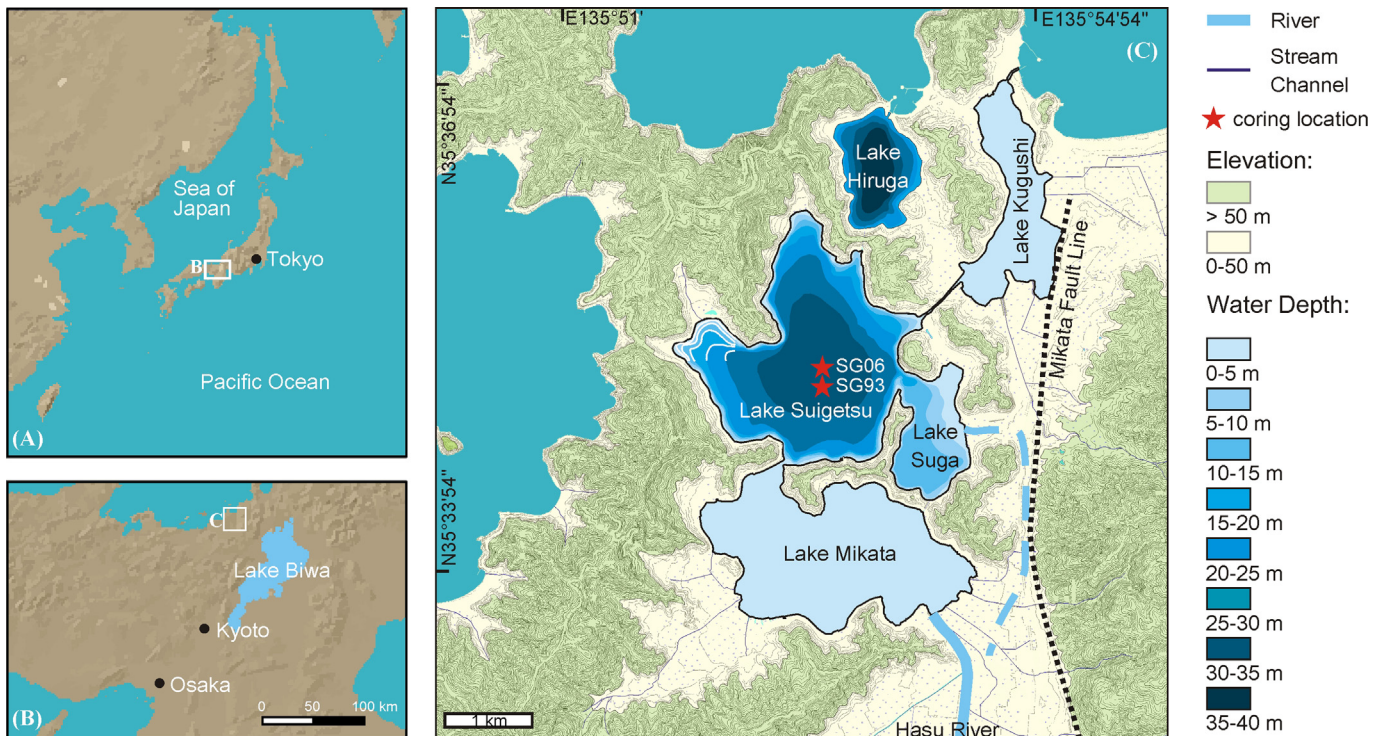 Sea of
Japan
B
Tokyo
Pacific Ocean
(A)
C
Lake Biwa
Kyoto
Osaka
0 50 100 km
(B)
E135°51'
E135°54'54"
(C)
N35°36'54"
N35°33'54"
Lake
Hiruga
Lake Kugushi
Mikata Fault Line
SG06
SG93
Lake Suigetsu
Lake
Suga
Lake Mikata
1 km
Hasu River
River
Stream
Channel
coring location
Elevation:
> 50 m
0-50 m
Water Depth:
0-5 m
5-10 m
10-15 m
15-20 m
20-25 m
25-30 m
30-35 m
35-40 m